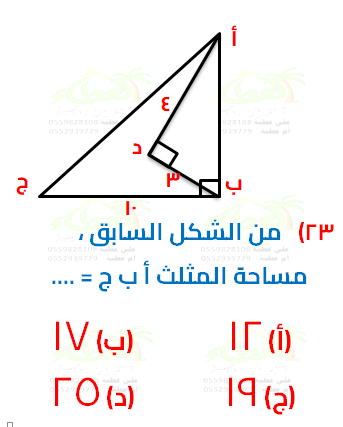 أ
٤
د
٣
ب
ج
١٠
٢٣) من الشكل السابق ،
مساحة المثلث أ ب ج = ....
(أ) ١٢ (ب) ١٧
(ج) ١٩ (د) ٢٥